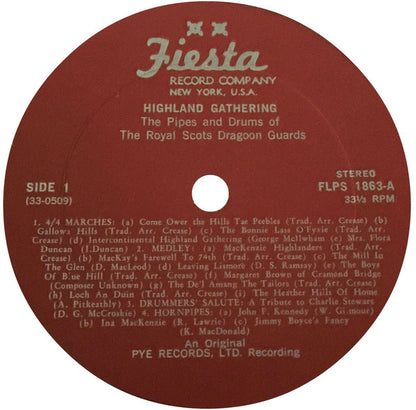 Fiesta
RECORD COMPANY
NEW YORK, U.S.A.
HIGHLAND GATHERING
The Pipes and Drums of
The Royal Scots Dragoon Guards
SIDE 1
(33-0509)
STEREO
FLPS 1863-A
33⅓ RPM
1. 4/4 MARCHES: (a) Come Over the Hills Tae Peebles (Trad. Arr. Crease) (b)
Gallows Hills (Trad. Arr. Crease) (c) The Bonnie Lass O'Fyvie (Trad. Arr.
Crease) (d) Intercontinental Highland Gathering (George McIlwham) (e) Mrs. Flora
Duncan (I.Duncan) 2. MEDLEY: (a) MacKenzie Highlanders (Trad. Arr.
Crease) (b) MacKay's Farewell To 74th (Trad. Arr. Crease) (c) The Mill In
The Glen (D. MacLeod) (d) Leaving Lismore (D. S. Ramsay) (e) The Boys
Of B.lue Hill (Trad. Arr. Crease) (f) Margaret Brown of Cramond Bridge
(Composer Unknown) (g) The De'l Amang The Tailors (Trad. Arr. Crease)
(h) Loch An Duin (Trad. Arr. Crease) (i) The Heather Hills Of Home
(A. Pitkeathly) 3. DRUMMERS' SALUTE: A Tribute to Charlie Stewart
(D. G. McCroskie) 4. HORNPIPES: (a) John F. Kennedy (W. Gi-mour)
(b) Ina MacKenzie (R. Lawrie) (c) Jimmy Boyce's Fancy
(K. MacDonald)
An Original
PYE RECORDS, LTD. Recording